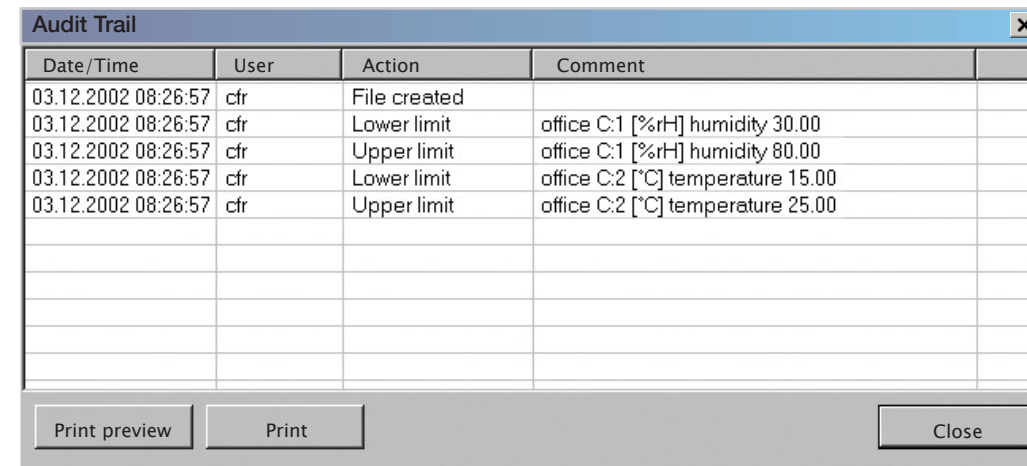 Audit Trail
Date/Time User Action Comment
03.12.2002 08:26:57 cfr File created
03.12.2002 08:26:57 cfr Lower limit office C:1 [%rH] humidity 30.00
03.12.2002 08:26:57 cfr Upper limit office C:1 [%rH] humidity 80.00
03.12.2002 08:26:57 cfr Lower limit office C:2 [°C] temperature 15.00
03.12.2002 08:26:57 cfr Upper limit office C:2 [°C] temperature 25.00
Print preview Print Close